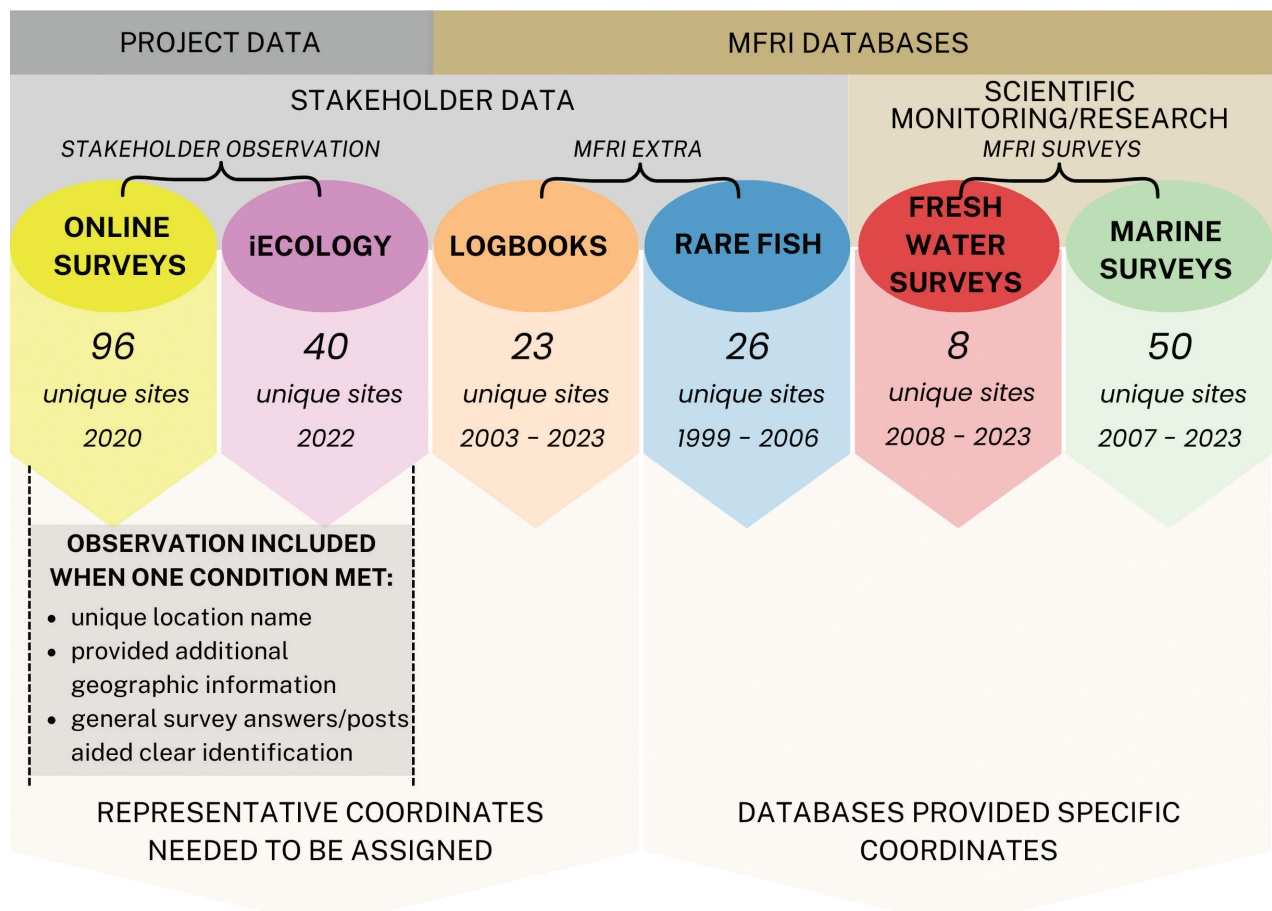 PROJECT DATA
MFRI DATABASES
STAKEHOLDER DATA
SCIENTIFIC
MONITORING/RESEARCH
STAKEHOLDER OBSERVATION
MFRI EXTRA
MFRI SURVEYS
ONLINE
SURVEYS
iECOLOGY
LOGBOOKS
RARE FISH
FRESH
WATER
SURVEYS
MARINE
SURVEYS
96
unique sites
2020
40
unique sites
2022
23
unique sites
2003 - 2023
26
unique sites
1999 - 2006
8
unique sites
2008 - 2023
50
unique sites
2007 - 2023
OBSERVATION INCLUDED
WHEN ONE CONDITION MET:
• unique location name
• provided additional
geographic information
• general survey answers/posts
aided clear identification
REPRESENTATIVE COORDINATES
NEEDED TO BE ASSIGNED
DATABASES PROVIDED SPECIFIC
COORDINATES